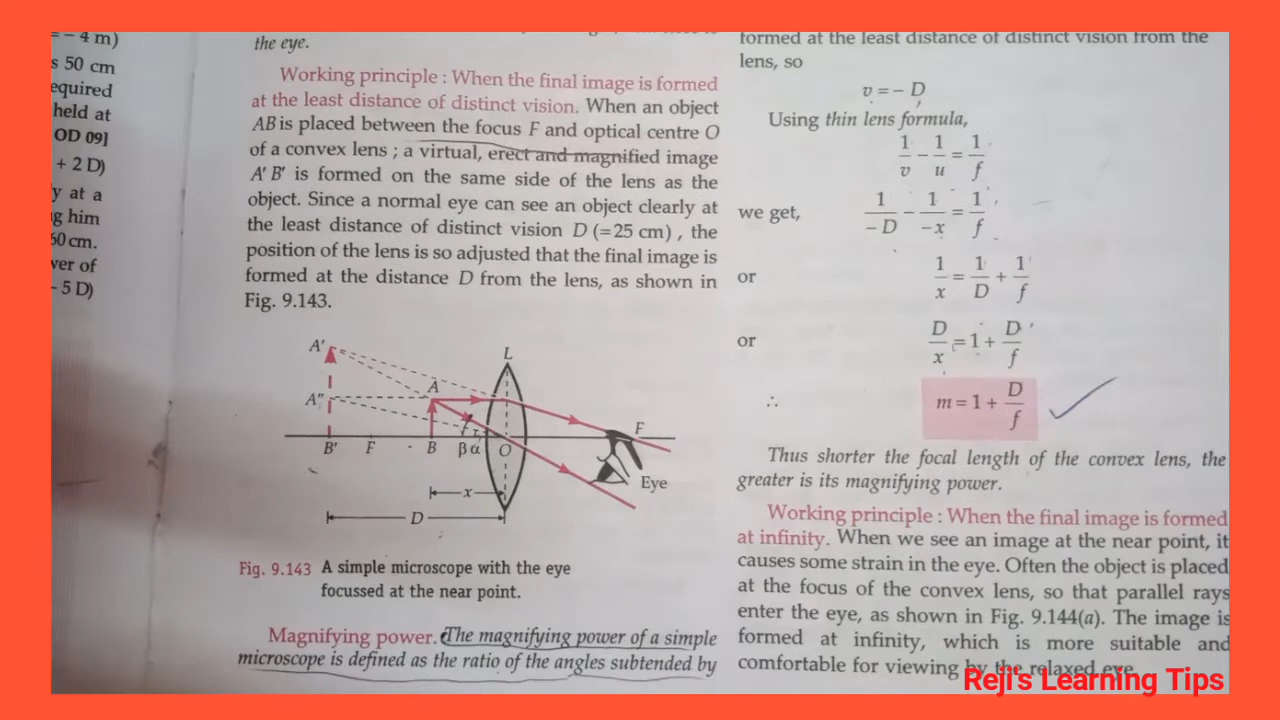 = – 4 m)
s 50 cm
equired
held at
OD 09]
+ 2 D)
y at a
g him
50 cm.
ver of
– 5 D)
the eye.
Working principle : When the final image is formed
at the least distance of distinct vision. When an object
AB is placed between the focus F and optical centre O
of a convex lens ; a virtual, erect and magnified image
A′ B′ is formed on the same side of the lens as the
object. Since a normal eye can see an object clearly at
the least distance of distinct vision D (= 25 cm) , the
position of the lens is so adjusted that the final image is
formed at the distance D from the lens, as shown in
Fig. 9.143.
A′
L
A
A″
F
B′ F B β α O
Eye
x
D
Fig. 9.143 A simple microscope with the eye
focussed at the near point.
Magnifying power. The magnifying power of a simple
microscope is defined as the ratio of the angles subtended by
formed at the least distance of distinct vision from the
lens, so
v = – D
Using thin lens formula,
1/v – 1/u = 1/f
we get, 1/–D – 1/–x = 1/f
or 1/x = 1/D + 1/f
or D/x = 1 + D/f
∴ m = 1 + D/f
Thus shorter the focal length of the convex lens, the
greater is its magnifying power.
Working principle : When the final image is formed
at infinity. When we see an image at the near point, it
causes some strain in the eye. Often the object is placed
at the focus of the convex lens, so that parallel rays
enter the eye, as shown in Fig. 9.144(a). The image is
formed at infinity, which is more suitable and
comfortable for viewing by the relaxed eye.
Reji's Learning Tips